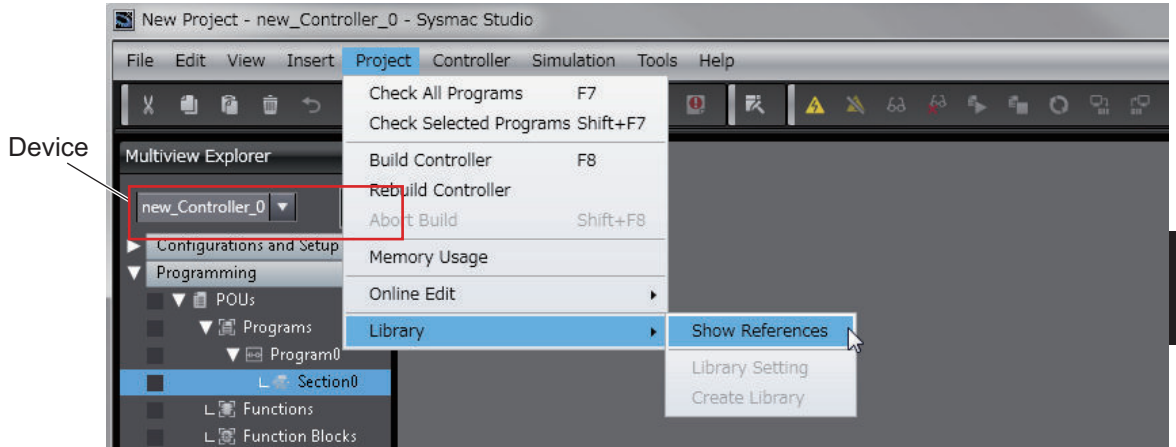 New Project - new_Controller_0 - Sysmac Studio
File Edit View Insert Project Controller Simulation Tools Help
Check All Programs F7
Check Selected Programs Shift+F7
Device
Multiview Explorer
Build Controller F8
Rebuild Controller
new_Controller_0
Abort Build Shift+F8
Configurations and Setup
Memory Usage
Programming
Online Edit
POUs
Programs
Library
Show References
Program0
Library Setting
Section0
Create Library
Functions
Function Blocks